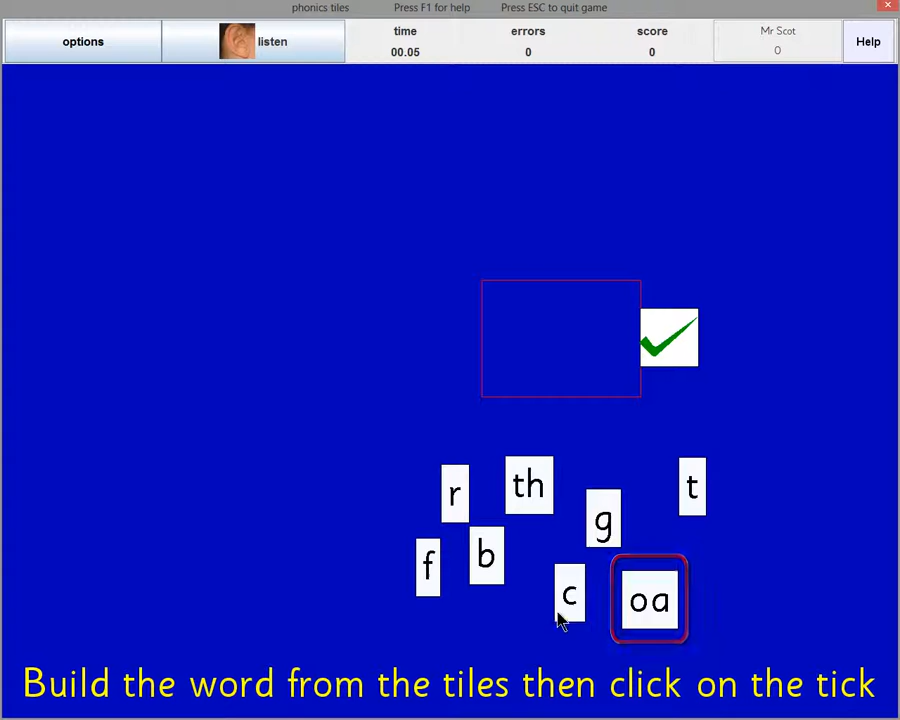 phonics tiles Press F1 for help Press ESC to quit game
options listen time errors score Mr Scot Help
00.05 0 0 0
r th g t
f b c oa
Build the word from the tiles then click on the tick